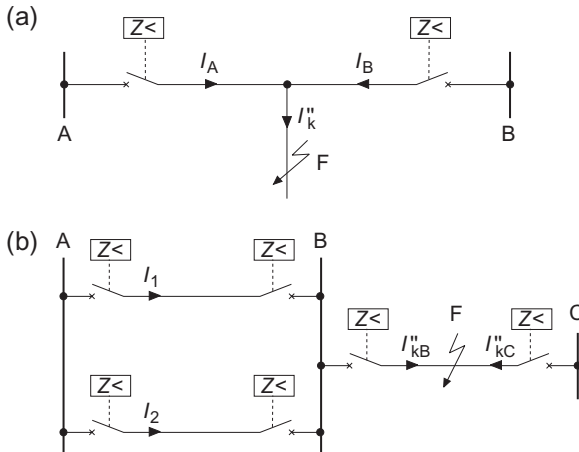 (a)
Z< Z<
I_A I_B
I"_k
A F B
(b)
A B
Z< Z<
I_1
F C
Z< Z<
I"_kB I"_kC
Z< Z<
I_2